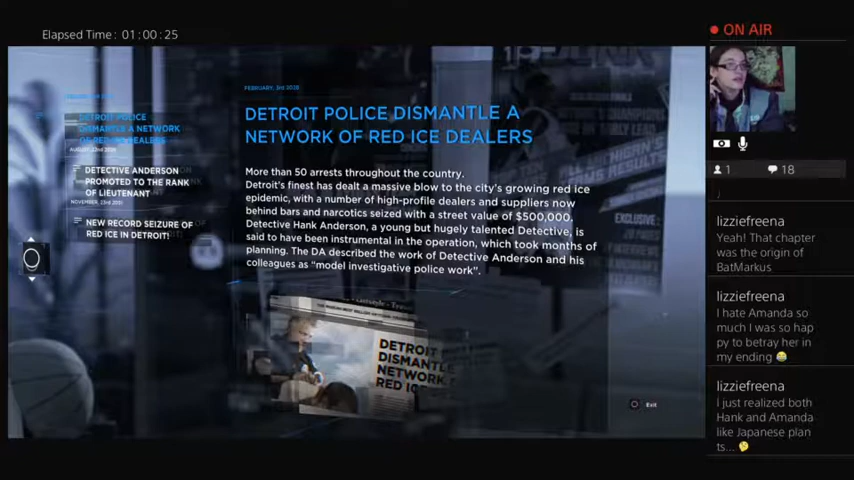 Elapsed Time : 01:00:25
ON AIR
DETROIT POLICE
DISMANTLE A NETWORK
OF RED ICE DEALERS
DETECTIVE ANDERSON
PROMOTED TO THE RANK
OF LIEUTENANT
NEW RECORD SEIZURE OF
RED ICE IN DETROIT!
DETROIT POLICE DISMANTLE A
NETWORK OF RED ICE DEALERS
More than 50 arrests throughout the country.
Detroit's finest has dealt a massive blow to the city's growing red ice
epidemic, with a number of high-profile dealers and suppliers now
behind bars and narcotics seized with a street value of $500,000.
Detective Hank Anderson, a young but hugely talented Detective, is
said to have been instrumental in the operation, which took months of
planning. The DA described the work of Detective Anderson and his
colleagues as "model investigative police work".
DETROIT
DISMANTLE
NETWORK
RED IC
EXCLUSIVE:
Exit
1
18
lizziefreena
Yeah! That chapter
was the origin of
BatMarkus
lizziefreena
I hate Amanda so
much I was so hap
py to betray her in
my ending 😂
lizziefreena
I just realized both
Hank and Amanda
like Japanese plan
ts... 🤔